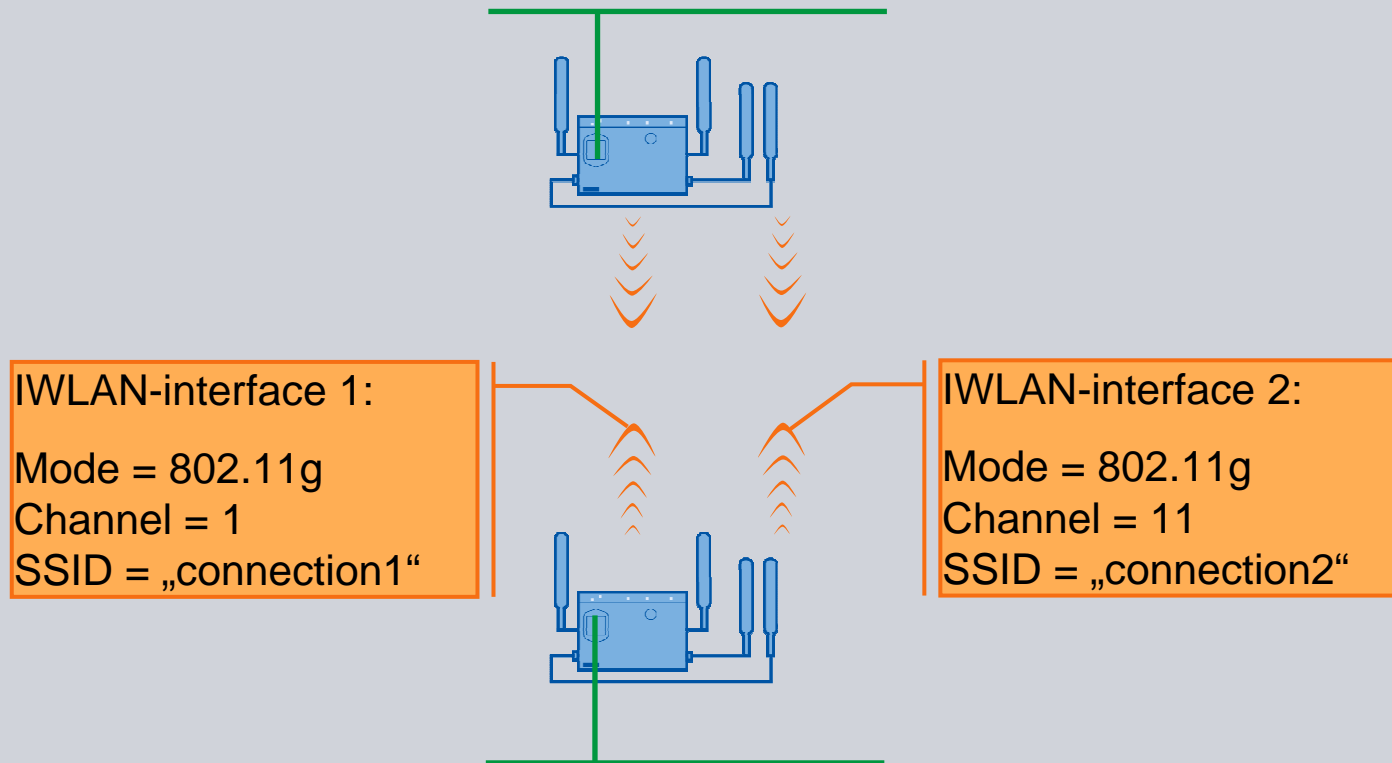 IWLAN-interface 1:
Mode = 802.11g
Channel = 1
SSID = „connection1“
IWLAN-interface 2:
Mode = 802.11g
Channel = 11
SSID = „connection2“